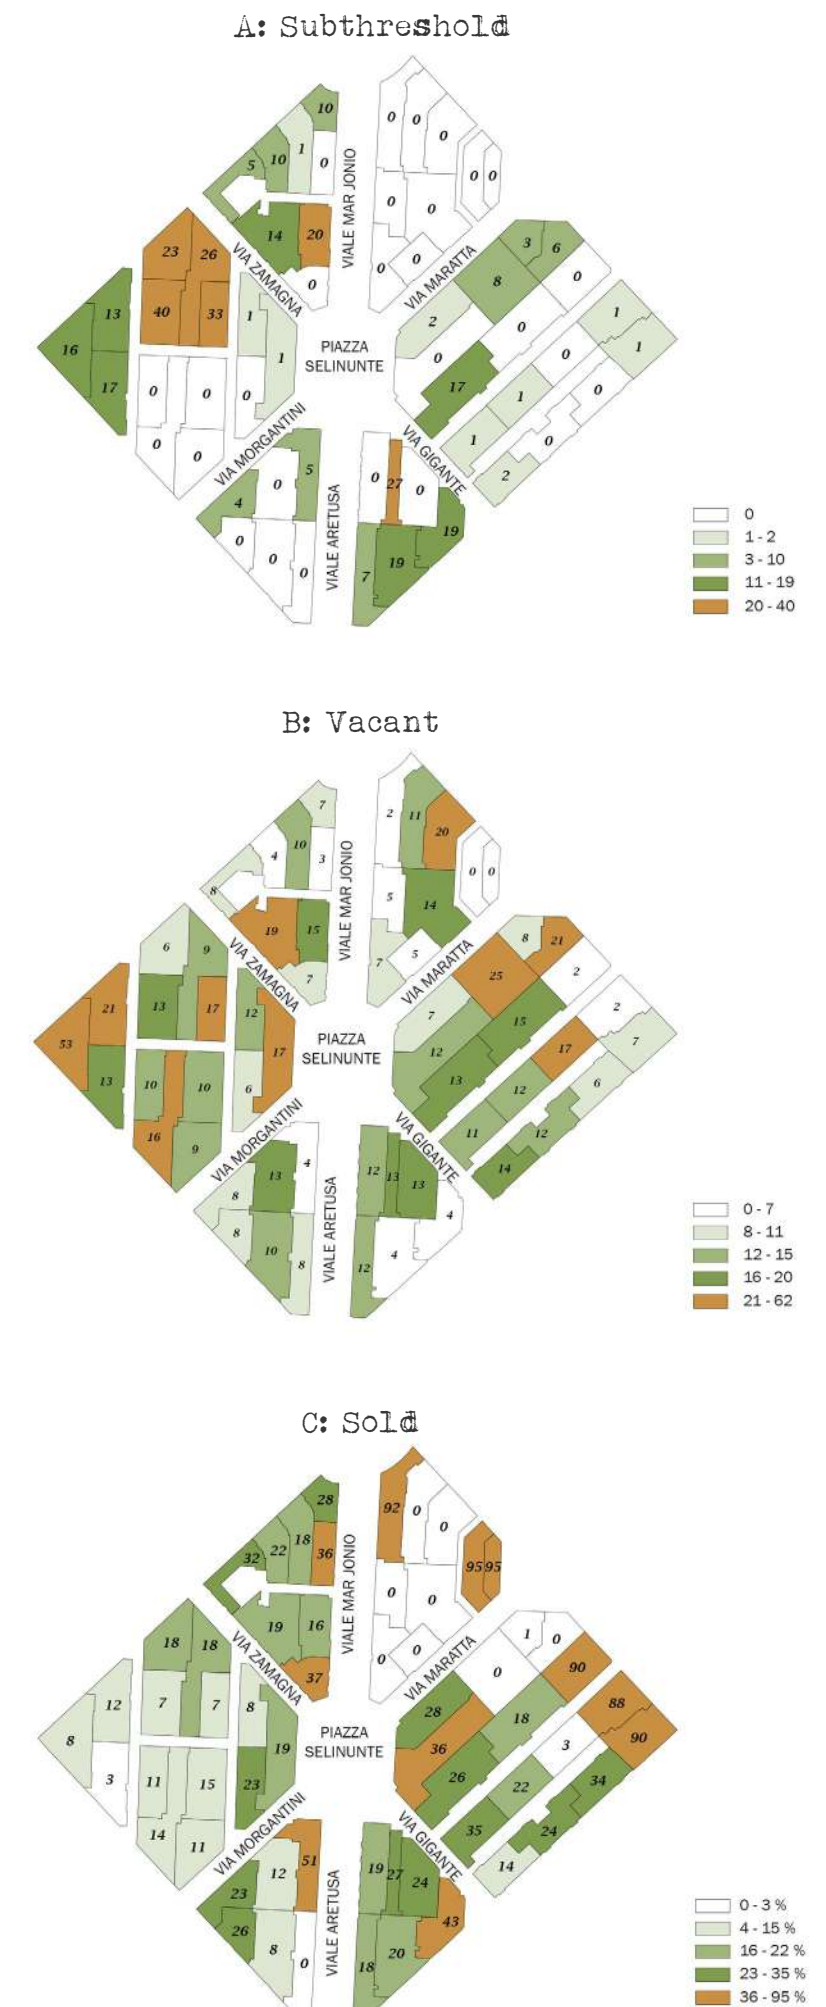 A: Subthreshold
10
5 10 1 0
14 20
0
VIALE MAR JONIO
0 0 0
0 0
0 0
0 0
VIA ZAMAGNA
VIA MARATTA
23 26
40 33
13
16
17
1
1
0
0 0
0 0
PIAZZA
SELINUNTE
3 6
8 0
2 0
0
17
1
1
0 0
1
1 0
2
VIA MORGANTINI
VIA GIGANTE
5
4 0
0 0 0
VIALE ARETUSA
0 27 0
19
7 19
0
1 - 2
3 - 10
11 - 19
20 - 40
B: Vacant
7
4 10 3
8
19 15
7
VIALE MAR JONIO
2 11 20
0 0
5 14
7 5
VIA ZAMAGNA
VIA MARATTA
6 9
13 17
21
53
13
12
17
6
10 10
16 9
PIAZZA
SELINUNTE
8 21
25 2
7 15
12
13
2
7
17 6
12
11 12
14
VIA MORGANTINI
VIA GIGANTE
4
8 13
8 10 8
VIALE ARETUSA
12 13 13
4
12 4
0 - 7
8 - 11
12 - 15
16 - 20
21 - 62
C: Sold
28
32 22 18 36
19 16
37
VIALE MAR JONIO
92 0 0
95 95
0 0
0 0
VIA ZAMAGNA
VIA MARATTA
18 18
7 7
12
8
3
8
19
23
11 15
14 11
PIAZZA
SELINUNTE
1 0
0 90
28 18
36
26
88
90
3 34
22
35 24
14
VIA MORGANTINI
VIA GIGANTE
51
23 12
26 8 0
VIALE ARETUSA
19 27 24
43
18 20
0 - 3 %
4 - 15 %
16 - 22 %
23 - 35 %
36 - 95 %